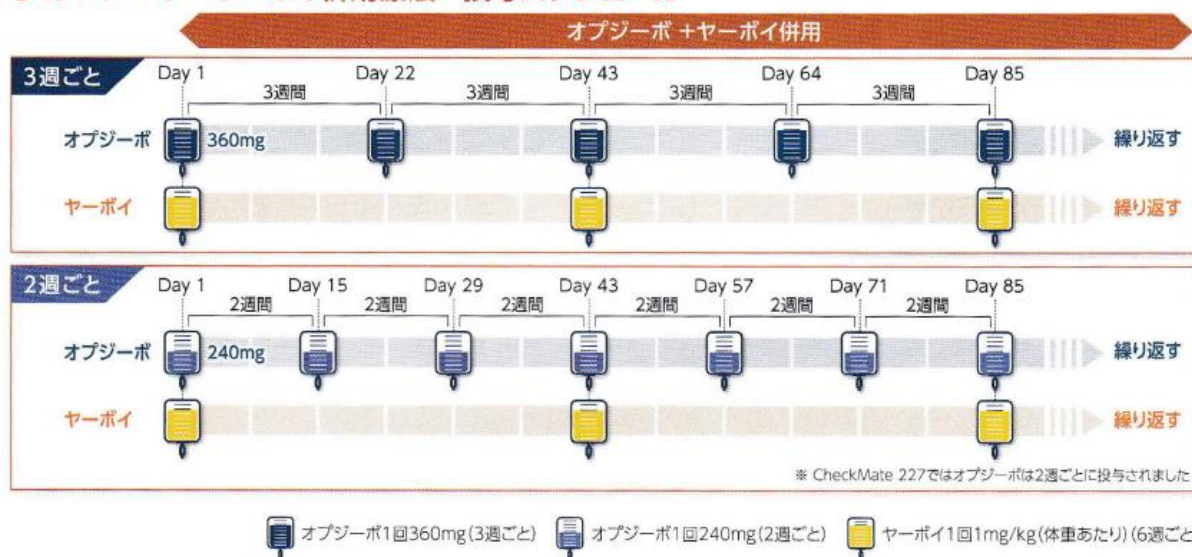 オプジーボ＋ヤーボイ併用
3週ごと
Day 1 Day 22 Day 43 Day 64 Day 85
3週間 3週間 3週間 3週間
オプジーボ 360mg 繰り返す
ヤーボイ 繰り返す
2週ごと
Day 1 Day 15 Day 29 Day 43 Day 57 Day 71 Day 85
2週間 2週間 2週間 2週間 2週間 2週間
オプジーボ 240mg 繰り返す
ヤーボイ 繰り返す
※ CheckMate 227ではオプジーボは2週ごとに投与されました
オプジーボ1回360mg(3週ごと) オプジーボ1回240mg(2週ごと) ヤーボイ1回1mg/kg(体重あたり)(6週ごと